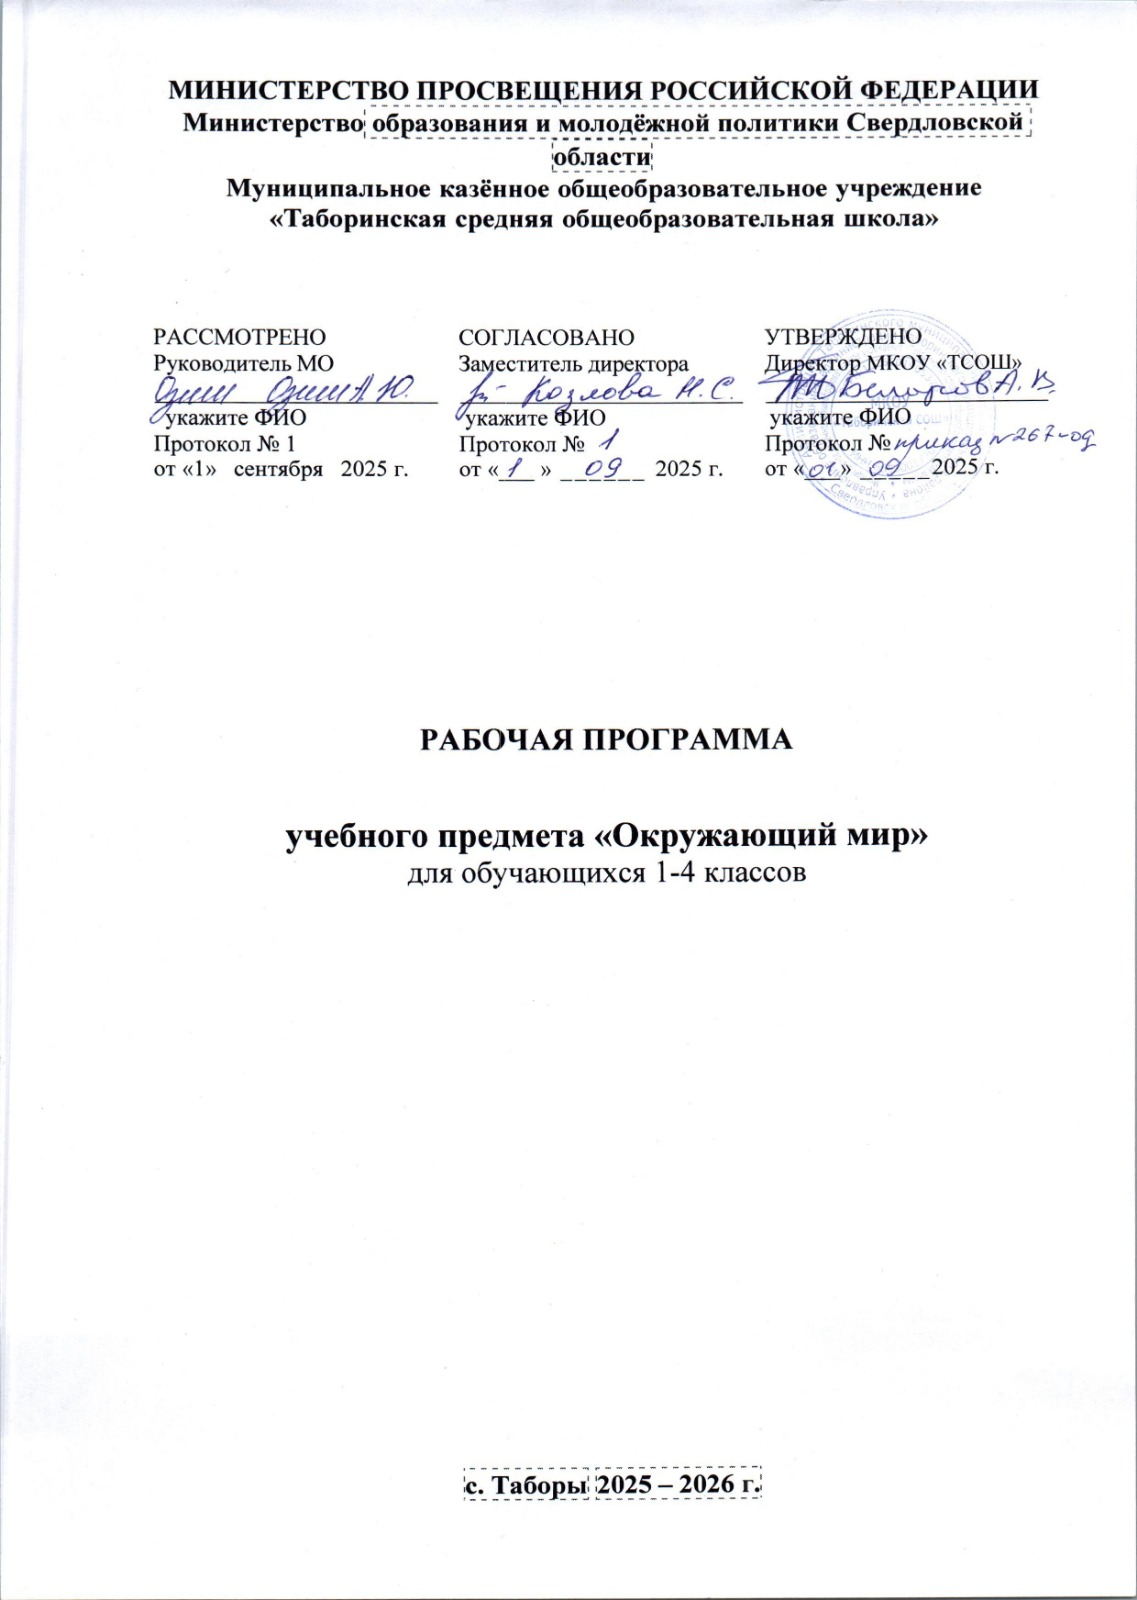 МИНИСТЕРСТВО ПРОСВЕЩЕНИЯ РОССИЙСКОЙ ФЕДЕРАЦИИ
Министерство образования и молодёжной политики Свердловской
области
Муниципальное казённое общеобразовательное учреждение
«Таборинская средняя общеобразовательная школа»
РАССМОТРЕНО
Руководитель МО
А.Ю.
укажите ФИО
Протокол № 1
от «1» сентября 2025 г.
СОГЛАСОВАНО
Заместитель директора
Козлова Н.С.
укажите ФИО
Протокол № 1
от «1» 09 2025 г.
УТВЕРЖДЕНО
Директор МКОУ «ТСОШ»
А.В.
укажите ФИО
Протокол № приказ №267-од
от «01» 09 2025 г.
РАБОЧАЯ ПРОГРАММА
учебного предмета «Окружающий мир»
для обучающихся 1-4 классов
с. Таборы 2025 – 2026 г.